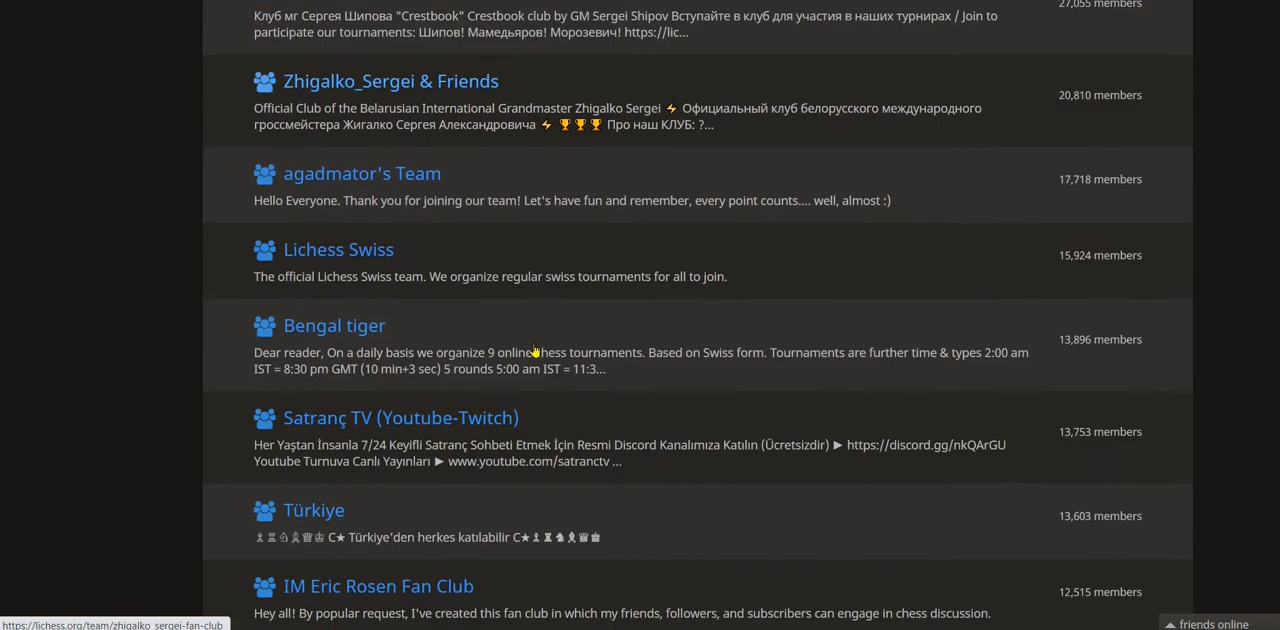 27,055 members
Клуб мг Сергея Шипова "Crestbook" Crestbook club by GM Sergei Shipov Вступайте в клуб для участия в наших турнирах / Join to
participate our tournaments: Шипов! Мамедьяров! Морозевич! https://lic...
Zhigalko_Sergei & Friends
20,810 members
Official Club of the Belarusian International Grandmaster Zhigalko Sergei ⚡ Официальный клуб белорусского международного
гроссмейстера Жигалко Сергея Александровича ⚡ 🏆🏆🏆 Про наш КЛУБ: ?...
agadmator's Team
17,718 members
Hello Everyone. Thank you for joining our team! Let's have fun and remember, every point counts.... well, almost :)
Lichess Swiss
15,924 members
The official Lichess Swiss team. We organize regular swiss tournaments for all to join.
Bengal tiger
13,896 members
Dear reader, On a daily basis we organize 9 online chess tournaments. Based on Swiss form. Tournaments are further time & types 2:00 am
IST = 8:30 pm GMT (10 min+3 sec) 5 rounds 5:00 am IST = 11:3...
Satranç TV (Youtube-Twitch)
13,753 members
Her Yaştan İnsanla 7/24 Keyifli Satranç Sohbeti Etmek İçin Resmi Discord Kanalımıza Katılın (Ücretsizdir) ► https://discord.gg/nkQArGU
Youtube Turnuva Canlı Yayınları ► www.youtube.com/satranctv ...
Türkiye
13,603 members
♗♖♘♗♕♔ C★ Türkiye'den herkes katılabilir C★♝♜♞♝♛♚
IM Eric Rosen Fan Club
12,515 members
Hey all! By popular request, I've created this fan club in which my friends, followers, and subscribers can engage in chess discussion.
https://lichess.org/team/zhigalko_sergei-fan-club
friends online